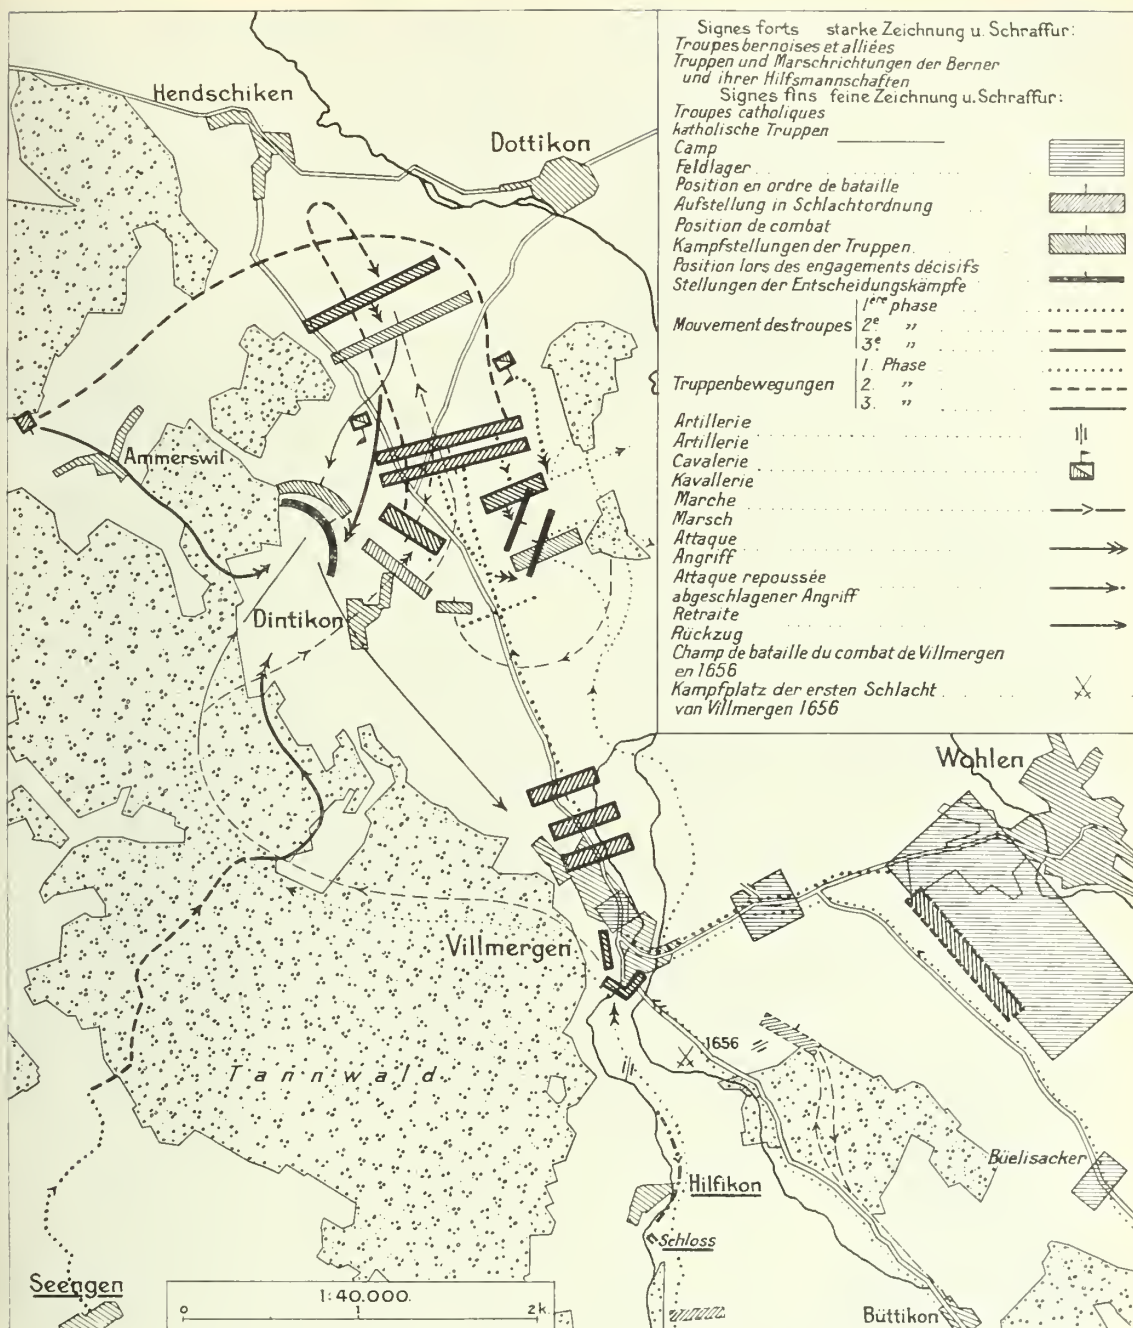 Signes forts starke Zeichnung u. Schraffur:
Troupes bernoises et alliées
Truppen und Marschrichtungen der Berner
und ihrer Hilfsmannschaften
Signes fins feine Zeichnung u. Schraffur:
Troupes catholiques
katholische Truppen
Camp
Feldlager
Position en ordre de bataille
Aufstellung in Schlachtordnung
Position de combat
Kampfstellungen der Truppen
Position lors des engagements décisifs
Stellungen der Entscheidungskämpfe
Mouvement des troupes 1ère phase
2e "
3e "
Truppenbewegungen 1. Phase
2. "
3. "
Artillerie
Artillerie
Cavalerie
Kavallerie
Marche
Marsch
Attaque
Angriff
Attaque repoussée
abgeschlagener Angriff
Retraite
Rückzug
Champ de bataille du combat de Villmergen
en 1656
Kampfplatz der ersten Schlacht
von Villmergen 1656
Hendschiken
Dottikon
Ammerswil
Dintikon
Wohlen
Villmergen
1656
Tannwald
Büelisacker
Hilfikon
Schloss
Seengen
1:40.000.
0 1 2k.
Büttikon